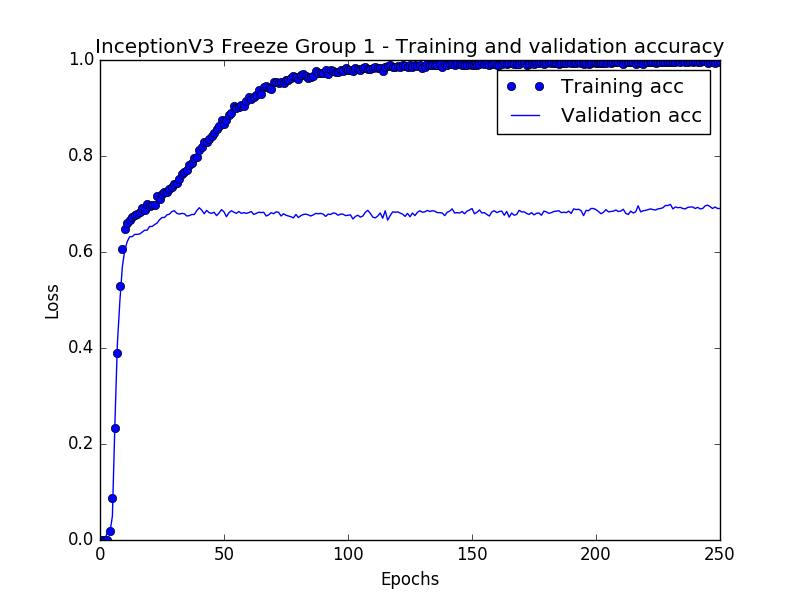 InceptionV3 Freeze Group 1 - Training and validation accuracy
1.0
Training acc
Validation acc
0.8
0.6
Loss
0.4
0.2
0.0
0
50
100
150
200
250
Epochs